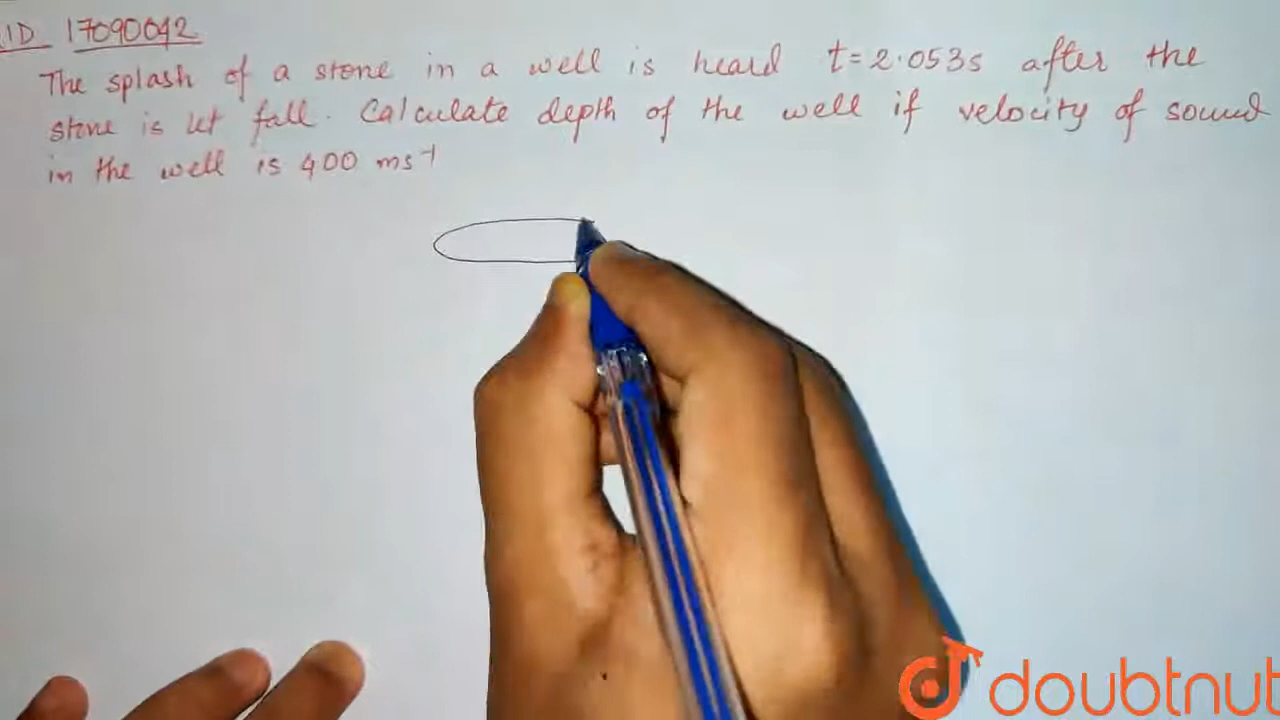 ID 17090042
The splash of a stone in a well is heard t=2.053s after the
stone is let fall. Calculate depth of the well if velocity of sound
in the well is 400 ms⁻¹
doubtnut